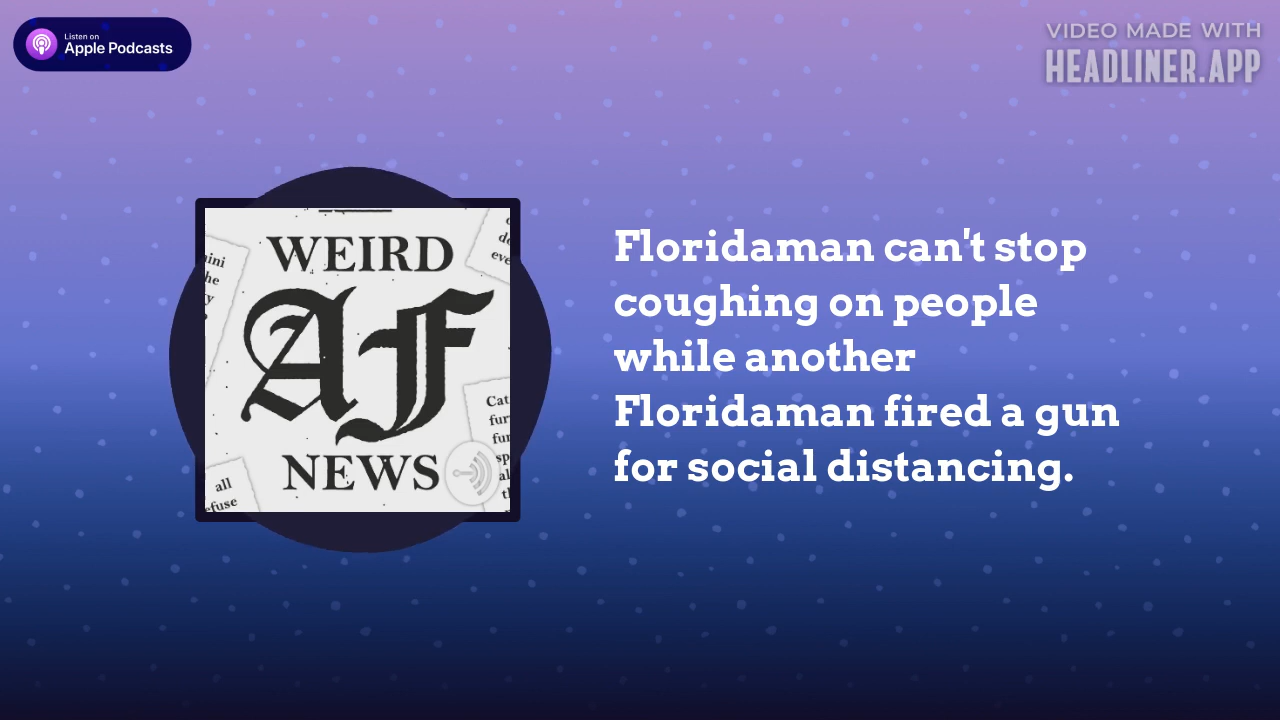 Listen on
Apple Podcasts
VIDEO MADE WITH
HEADLINER.APP
WEIRD
AF
NEWS
all
Floridaman can't stop
coughing on people
while another
Floridaman fired a gun
for social distancing.